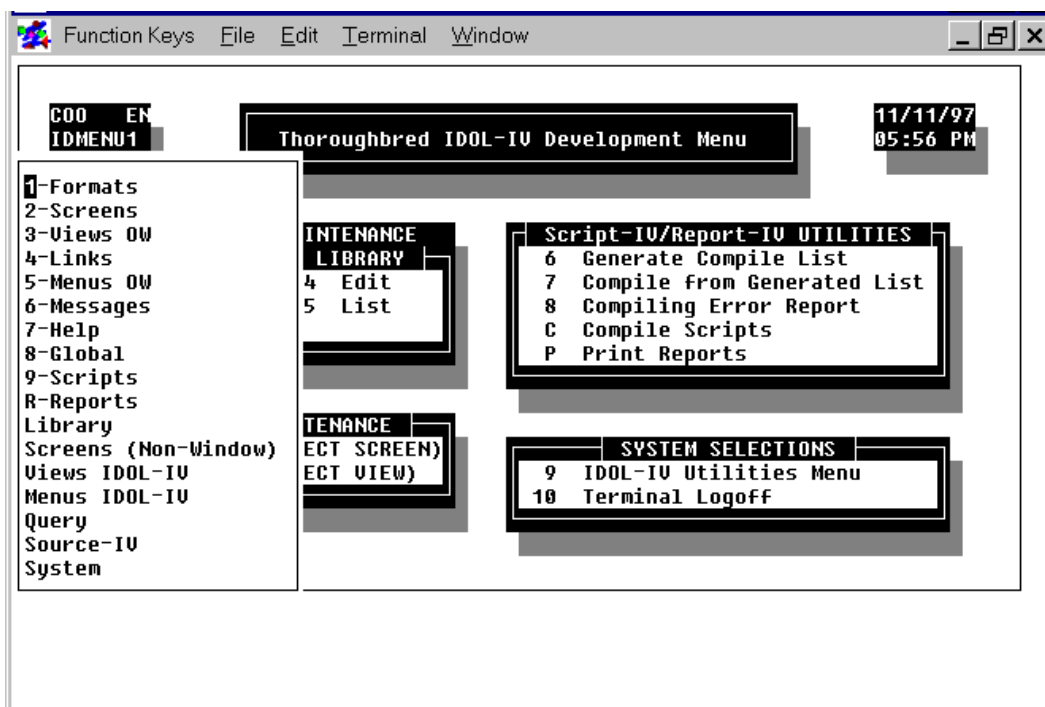 Function Keys File Edit Terminal Window
COO EN
IDMENU1
Thoroughbred IDOL-IV Development Menu
11/11/97
05:56 PM
1-Formats
2-Screens
3-Views OW
4-Links
5-Menus OW
6-Messages
7-Help
8-Global
9-Scripts
R-Reports
Library
Screens (Non-Window)
Views IDOL-IV
Menus IDOL-IV
Query
Source-IV
System
INTENANCE
LIBRARY
4 Edit
5 List
TENANCE
ECT SCREEN)
ECT VIEW)
Script-IV/Report-IV UTILITIES
6 Generate Compile List
7 Compile from Generated List
8 Compiling Error Report
C Compile Scripts
P Print Reports
SYSTEM SELECTIONS
9 IDOL-IV Utilities Menu
10 Terminal Logoff